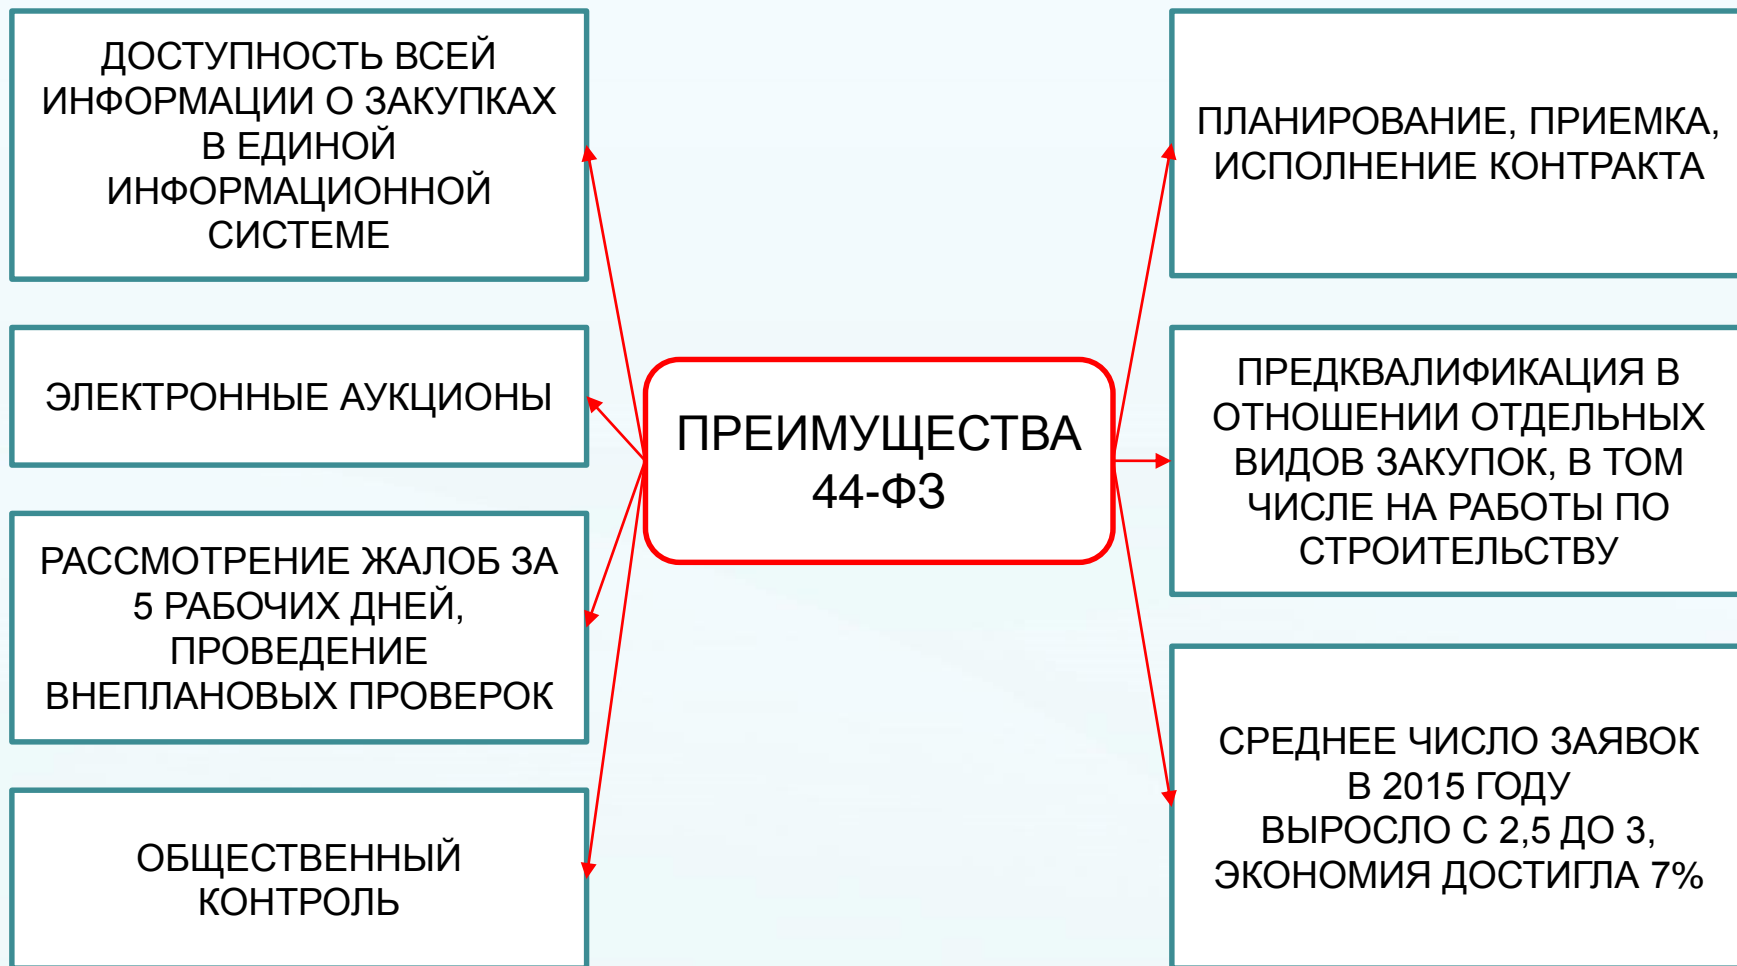 ДОСТУПНОСТЬ ВСЕЙ
ИНФОРМАЦИИ О ЗАКУПКАХ
В ЕДИНОЙ
ИНФОРМАЦИОННОЙ
СИСТЕМЕ
ЭЛЕКТРОННЫЕ АУКЦИОНЫ
РАССМОТРЕНИЕ ЖАЛОБ ЗА
5 РАБОЧИХ ДНЕЙ,
ПРОВЕДЕНИЕ
ВНЕПЛАНОВЫХ ПРОВЕРОК
ОБЩЕСТВЕННЫЙ
КОНТРОЛЬ
ПРЕИМУЩЕСТВА
44-ФЗ
ПЛАНИРОВАНИЕ, ПРИЕМКА,
ИСПОЛНЕНИЕ КОНТРАКТА
ПРЕДКВАЛИФИКАЦИЯ В
ОТНОШЕНИИ ОТДЕЛЬНЫХ
ВИДОВ ЗАКУПОК, В ТОМ
ЧИСЛЕ НА РАБОТЫ ПО
СТРОИТЕЛЬСТВУ
СРЕДНЕЕ ЧИСЛО ЗАЯВОК
В 2015 ГОДУ
ВЫРОСЛО С 2,5 ДО 3,
ЭКОНОМИЯ ДОСТИГЛА 7%